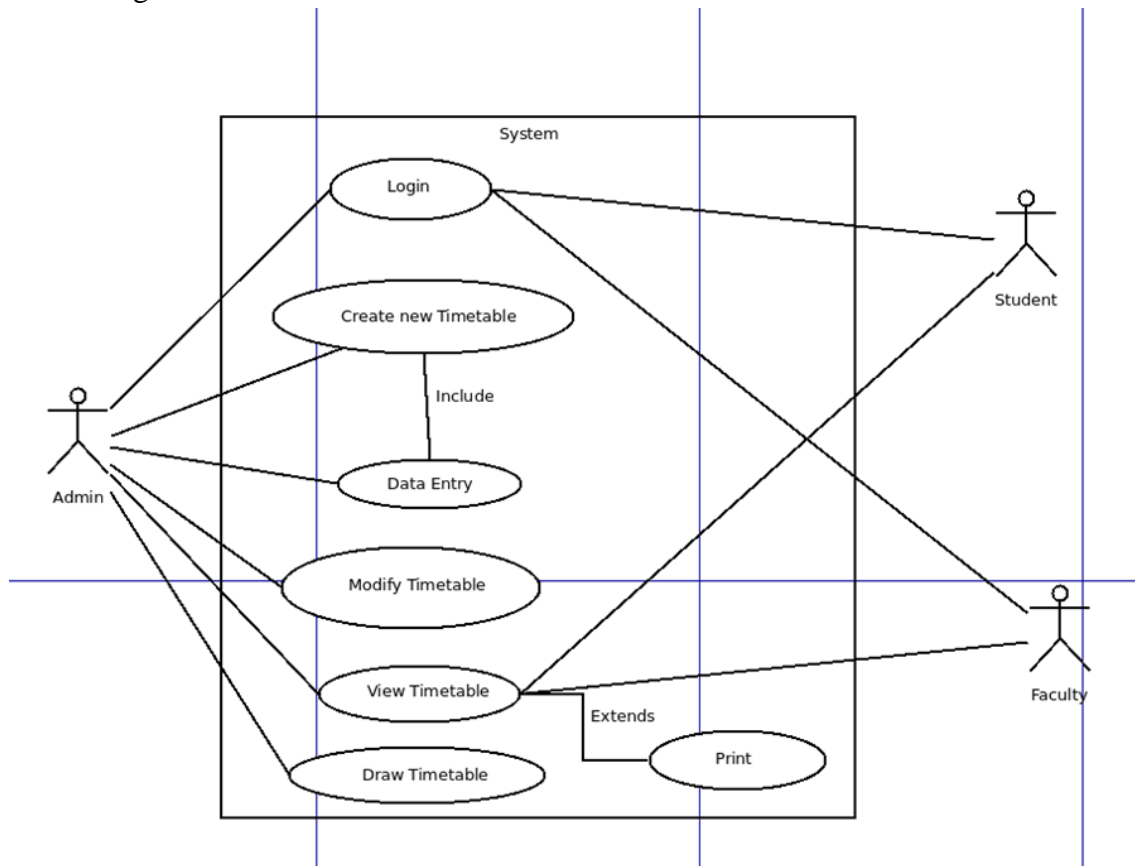 System
Login
Student
Create new Timetable
Include
Admin
Data Entry
Modify Timetable
View Timetable
Faculty
Extends
Print
Draw Timetable